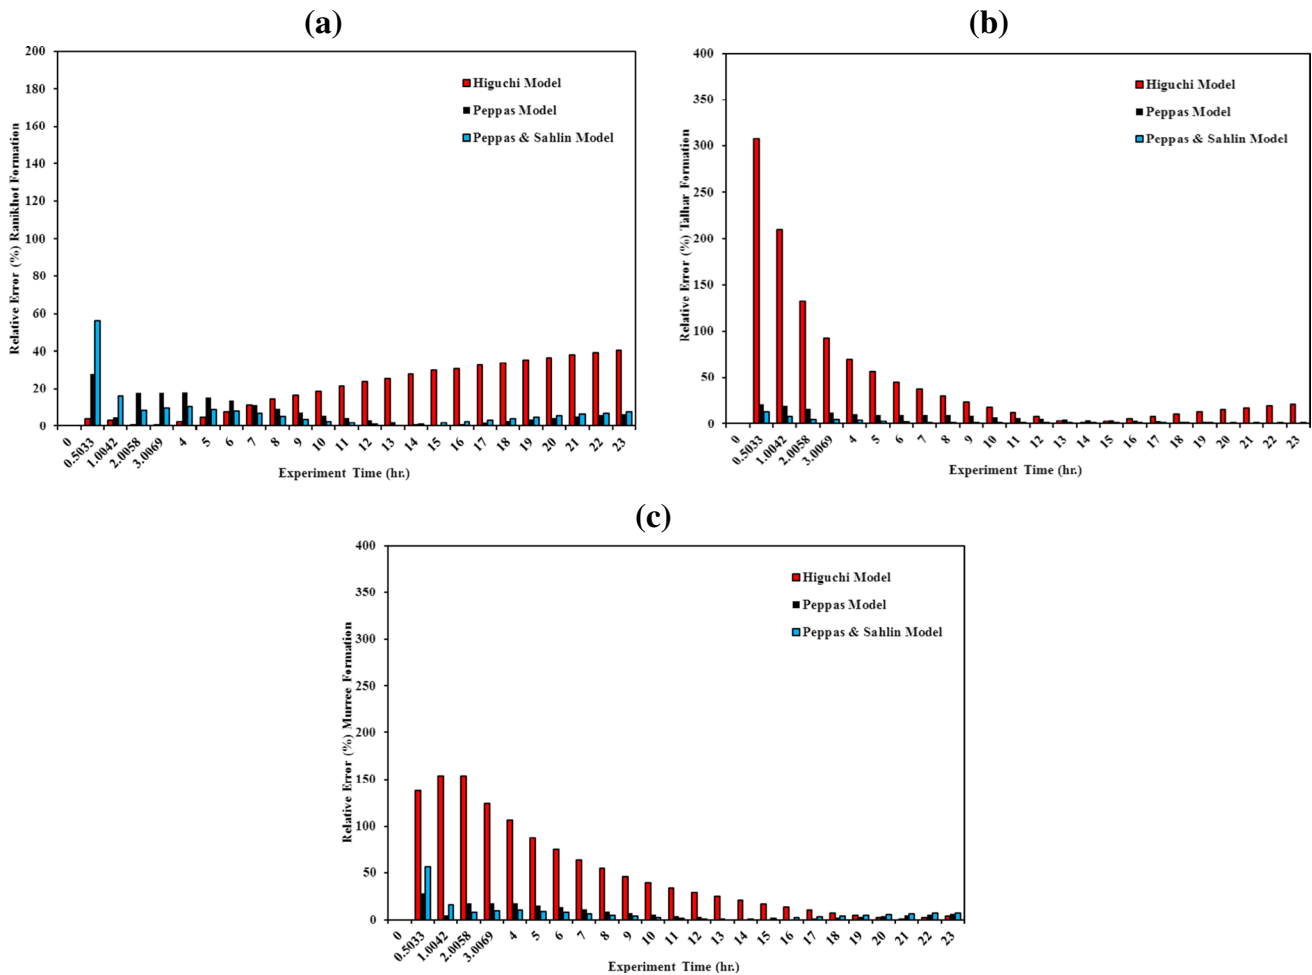 (a)
Relative Error (%) Ranikhot Formation
200
180
160
140
120
100
80
60
40
20
0
Higuchi Model
Peppas Model
Peppas & Sahlin Model
0 0.5033 1.0042 2.0058 3.0069 4 5 6 7 8 9 10 11 12 13 14 15 16 17 18 19 20 21 22 23
Experiment Time (hr.)
(b)
Relative Error (%) Talhar Formation
400
350
300
250
200
150
100
50
0
Higuchi Model
Peppas Model
Peppas & Sahlin Model
0 0.5033 1.0042 2.0058 3.0069 4 5 6 7 8 9 10 11 12 13 14 15 16 17 18 19 20 21 22 23
Experiment Time (hr.)
(c)
Relative Error (%) Murree Formation
400
350
300
250
200
150
100
50
0
Higuchi Model
Peppas Model
Peppas & Sahlin Model
0 0.5033 1.0042 2.0058 3.0069 4 5 6 7 8 9 10 11 12 13 14 15 16 17 18 19 20 21 22 23
Experiment Time (hr.)